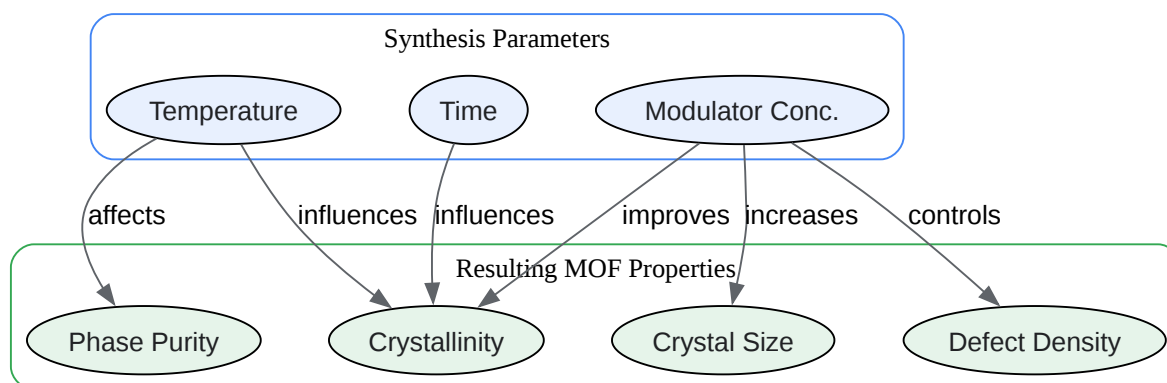 Synthesis Parameters
Temperature
Time
Modulator Conc.
affects
influences
influences
improves
increases
controls
Resulting MOF Properties
Phase Purity
Crystallinity
Crystal Size
Defect Density